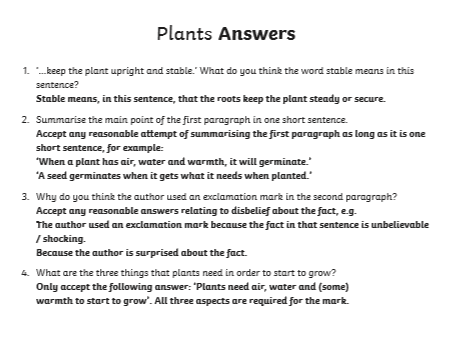 Plants Answers
1. '...keep the plant upright and stable.' What do you think the word stable means in this
sentence?
Stable means, in this sentence, that the roots keep the plant steady or secure.
2. Summarise the main point of the first paragraph in one short sentence.
Accept any reasonable attempt of summarising the first paragraph as long as it is one
short sentence, for example:
'When a plant has air, water and warmth, it will germinate.'
'A seed germinates when it gets what it needs when planted.'
3. Why do you think the author used an exclamation mark in the second paragraph?
Accept any reasonable answers relating to disbelief about the fact, e.g.
The author used an exclamation mark because the fact in that sentence is unbelievable
/ shocking.
Because the author is surprised about the fact.
4. What are the three things that plants need in order to start to grow?
Only accept the following answer: 'Plants need air, water and (some)
warmth to start to grow'. All three aspects are required for the mark.